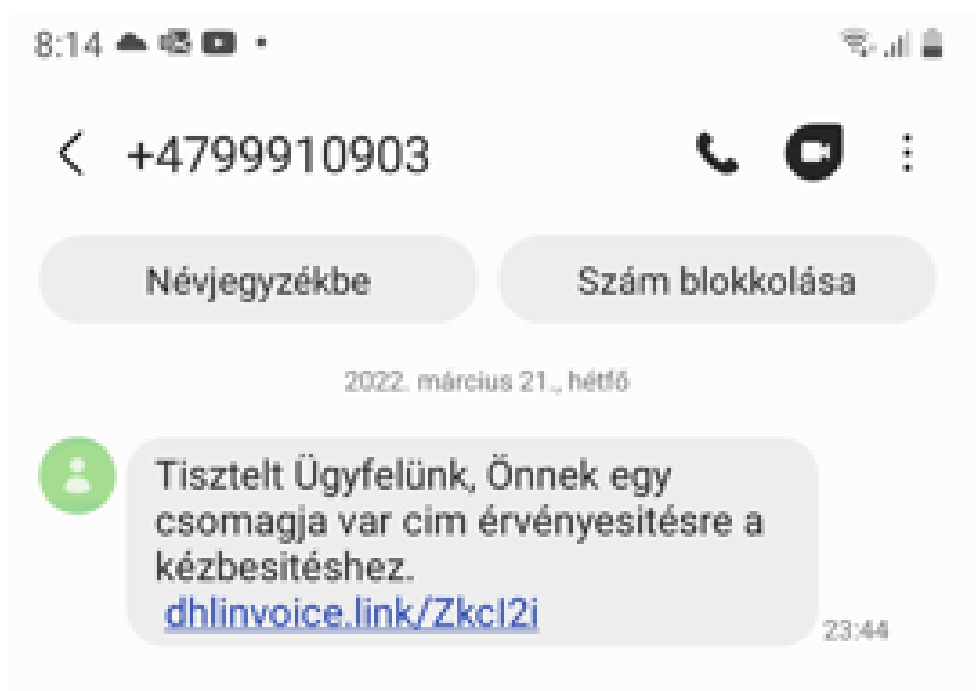 8:14
+4799910903
Névjegyzékbe
Szám blokkolása
2022. március 21., hétfő
Tisztelt Ügyfelünk, Önnek egy
csomagja var cim érvényesitésre a
kézbesitéshez.
dhlinvoice.link/ZkcI2i
23:44